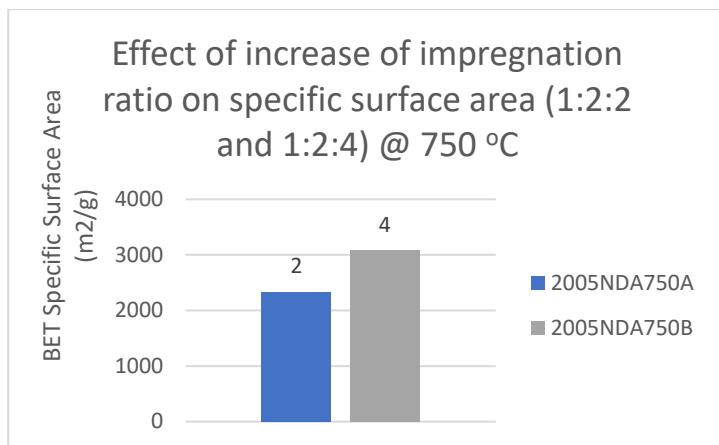 Effect of increase of impregnation
ratio on specific surface area (1:2:2
and 1:2:4) @ 750 ºC
BET Specific Surface Area
(m2/g)
4000
3000
2000
1000
0
2
4
2005NDA750A
2005NDA750B